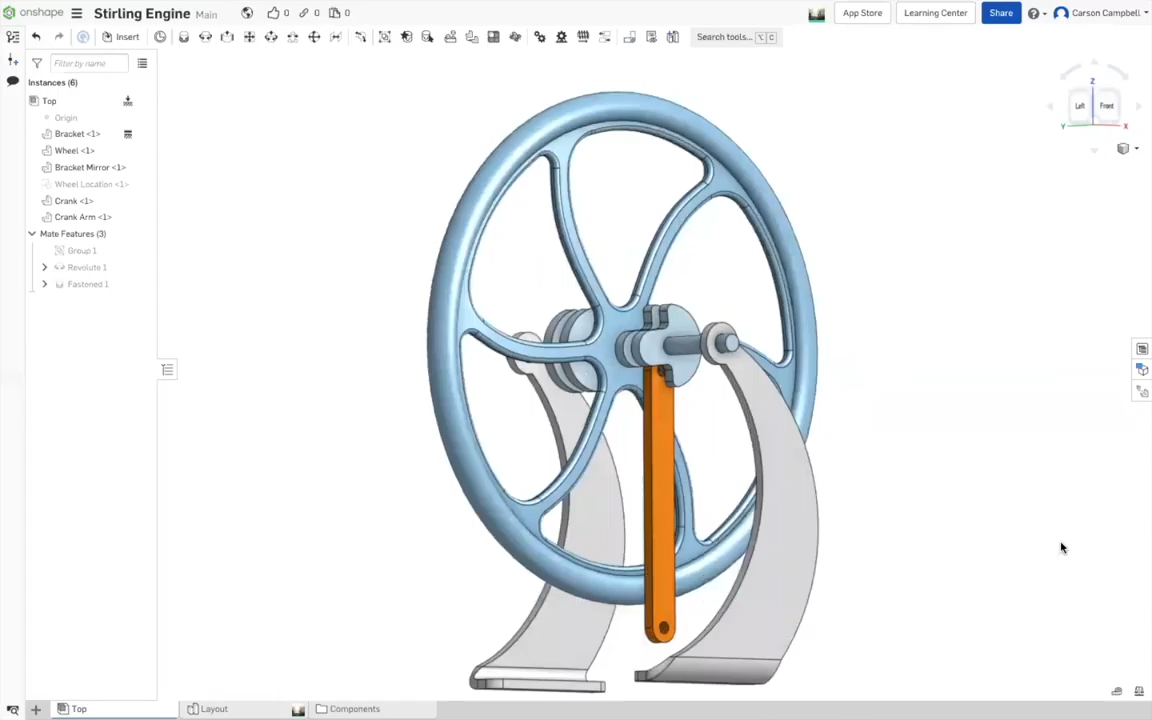 onshape Stirling Engine Main 0 0 0 App Store Learning Center Share Carson Campbell
Insert Search tools... ⌥ C
Filter by name
Instances (6)
Top
Origin
Bracket <1>
Wheel <1>
Bracket Mirror <1>
Wheel Location <1>
Crank <1>
Crank Arm <1>
Mate Features (3)
Group 1
Revolute 1
Fastened 1
Z
Left Front
Y X
Top Layout Components